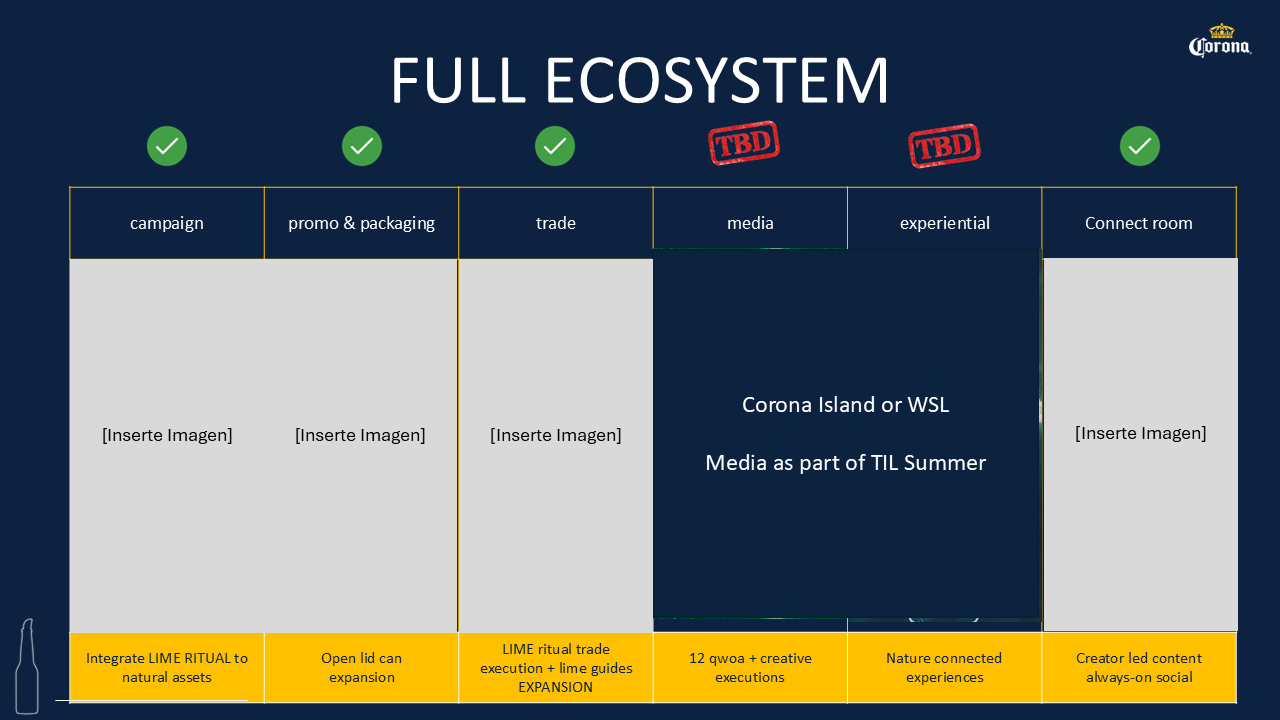 Corona
FULL ECOSYSTEM
TBD
TBD
campaign
promo & packaging
trade
media
experiential
Connect room
[Inserte Imagen]
[Inserte Imagen]
[Inserte Imagen]
Corona Island or WSL
Media as part of TIL Summer
[Inserte Imagen]
Integrate LIME RITUAL to
natural assets
Open lid can
expansion
LIME ritual trade
execution + lime guides
EXPANSION
12 qwoa + creative
executions
Nature connected
experiences
Creator led content
always-on social